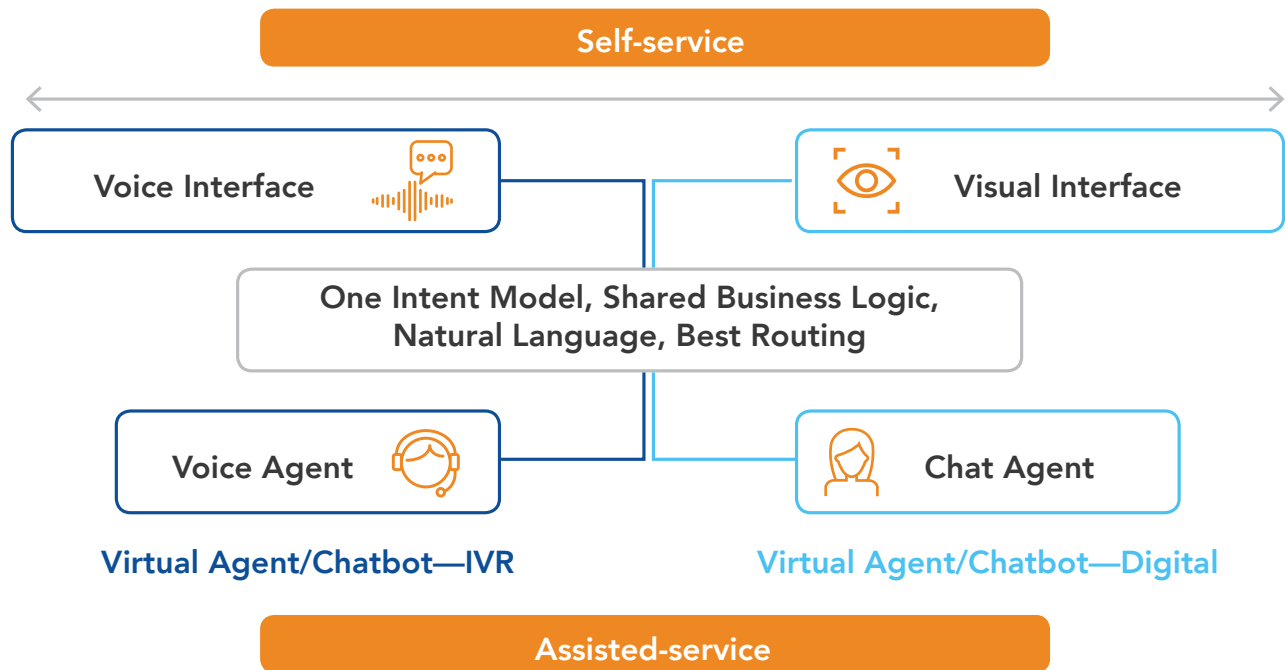 Self-service
Voice Interface
Visual Interface
One Intent Model, Shared Business Logic,
Natural Language, Best Routing
Voice Agent
Chat Agent
Virtual Agent/Chatbot—IVR
Virtual Agent/Chatbot—Digital
Assisted-service